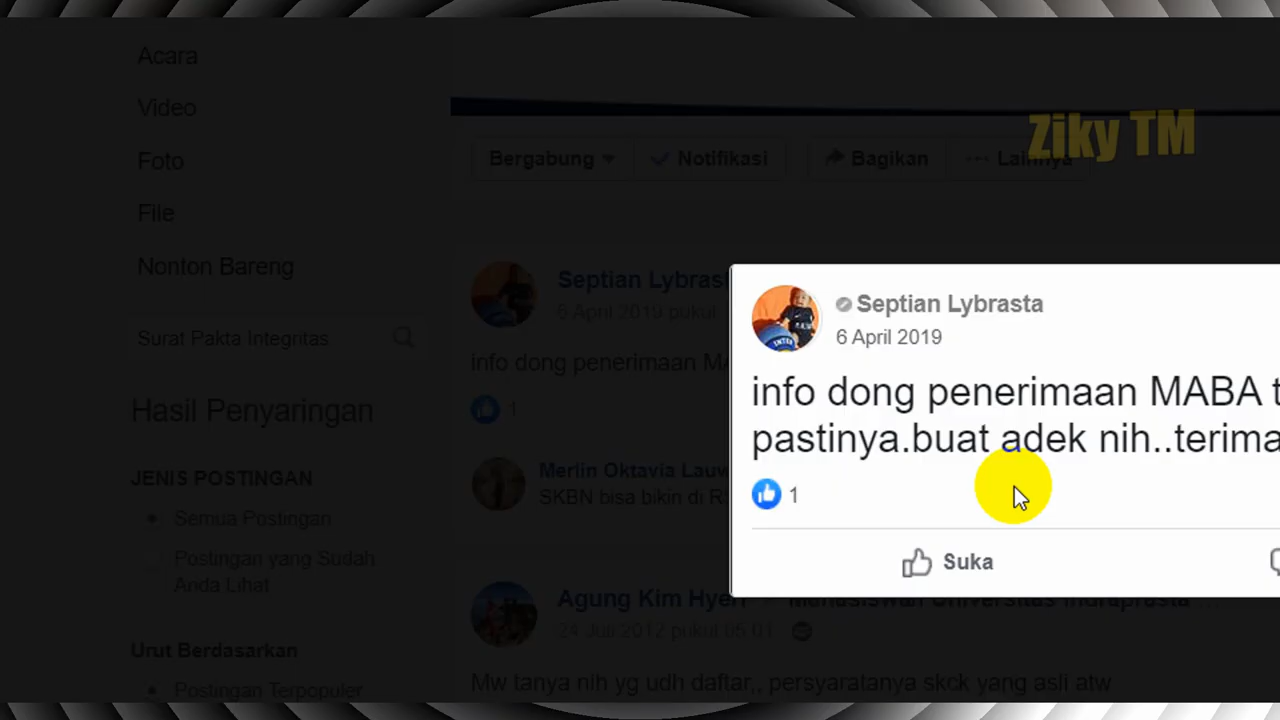 Acara
Video
Foto
File
Nonton Bareng
Surat Pakta Integritas
Hasil Penyaringan
JENIS POSTINGAN
Semua Postingan
Postingan yang Sudah
Anda Lihat
Urut Berdasarkan
Postingan Terpopuler
Ziky TM
Bergabung
Notifikasi
Bagikan
Lainnya
Septian Lybrast
6 April 2019 pukul
info dong penerimaan MA
1
Merlin Oktavia Lauw
SKBN bisa bikin di R
Septian Lybrasta
6 April 2019
info dong penerimaan MABA t
pastinya.buat adek nih..terima
1
Suka
Agung Kim Hyerr Mahasiswan Universitas Indraprasta ...
24 Juli 2012 pukul 05.01
Mw tanya nih yg udh daftar,, persyaratanya skck yang asli atw